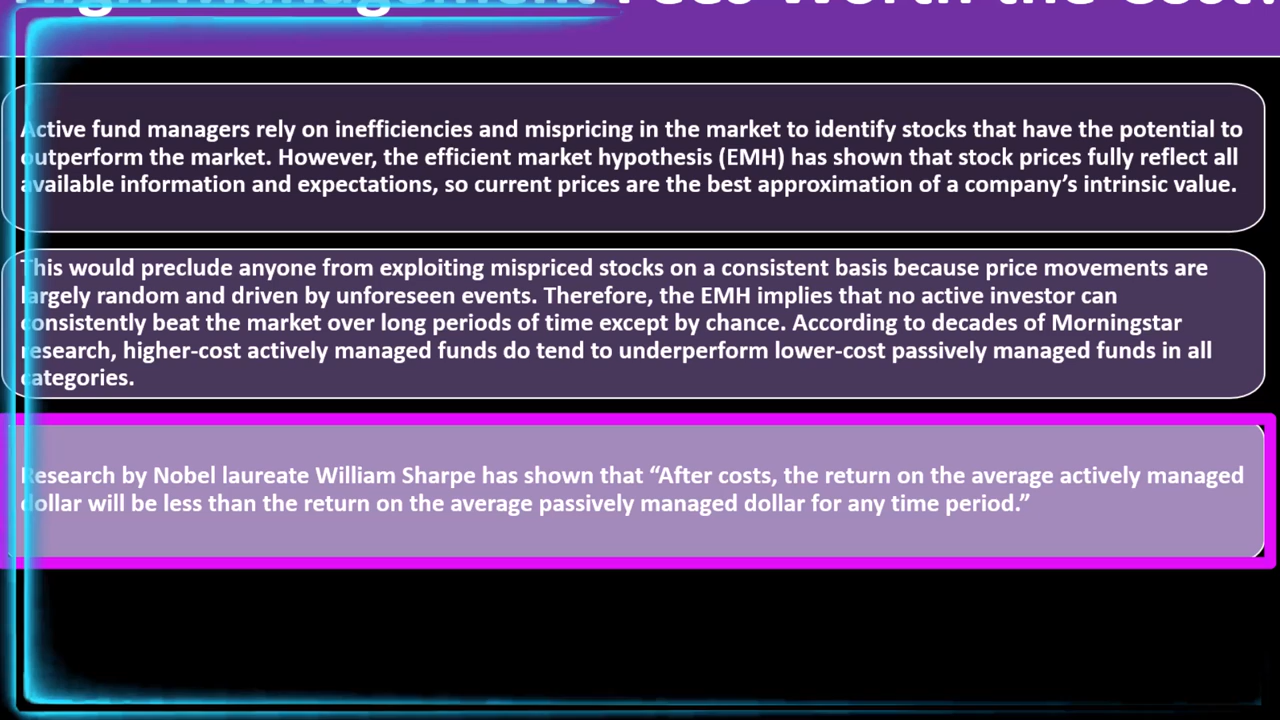 High Management Fees Worth the Cost?
Active fund managers rely on inefficiencies and mispricing in the market to identify stocks that have the potential to
outperform the market. However, the efficient market hypothesis (EMH) has shown that stock prices fully reflect all
available information and expectations, so current prices are the best approximation of a company’s intrinsic value.
This would preclude anyone from exploiting mispriced stocks on a consistent basis because price movements are
largely random and driven by unforeseen events. Therefore, the EMH implies that no active investor can
consistently beat the market over long periods of time except by chance. According to decades of Morningstar
research, higher-cost actively managed funds do tend to underperform lower-cost passively managed funds in all
categories.
Research by Nobel laureate William Sharpe has shown that “After costs, the return on the average actively managed
dollar will be less than the return on the average passively managed dollar for any time period.”